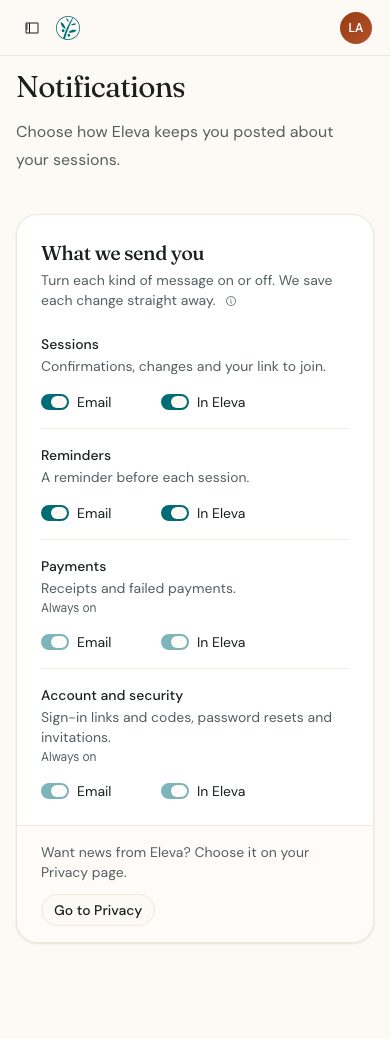 LA
Notifications
Choose how Eleva keeps you posted about
your sessions.
What we send you
Turn each kind of message on or off. We save
each change straight away.
Sessions
Confirmations, changes and your link to join.
Email In Eleva
Reminders
A reminder before each session.
Email In Eleva
Payments
Receipts and failed payments.
Always on
Email In Eleva
Account and security
Sign-in links and codes, password resets and
invitations.
Always on
Email In Eleva
Want news from Eleva? Choose it on your
Privacy page.
Go to Privacy